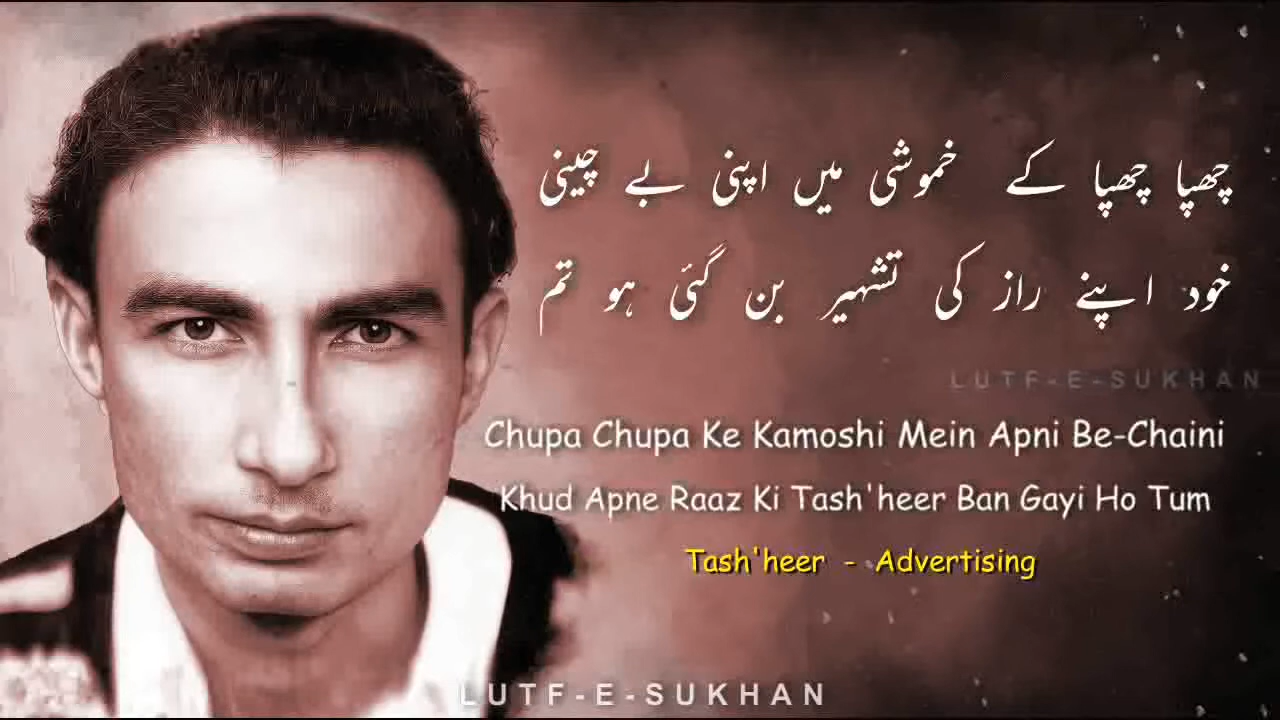 چھپا چھپا کے خموشی میں اپنی بے چینی
خود اپنے راز کی تشہیر بن گئی ہو تم
LUTF-E-SUKHAN
Chupa Chupa Ke Kamoshi Mein Apni Be-Chaini
Khud Apne Raaz Ki Tash'heer Ban Gayi Ho Tum
Tash'heer - Advertising
LUTF-E-SUKHAN